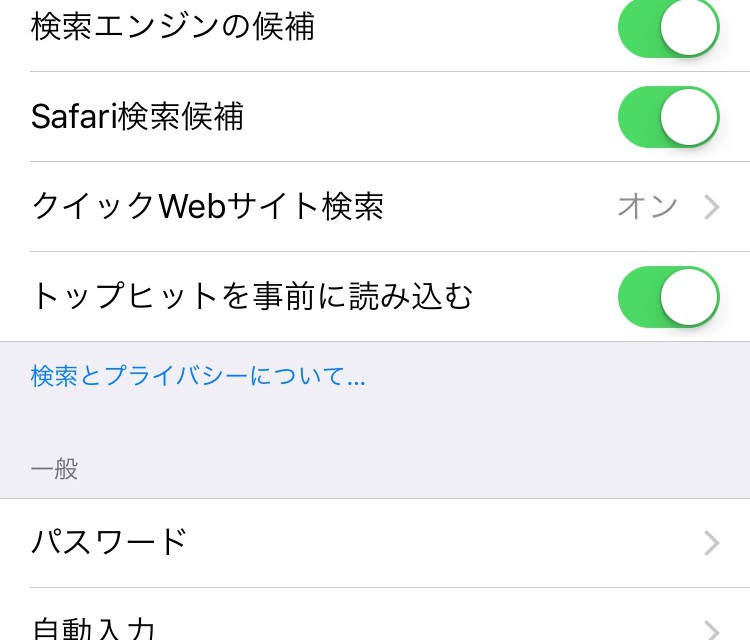 検索エンジンの候補
Safari検索候補
クイックWebサイト検索 オン
トップヒットを事前に読み込む
検索とプライバシーについて...
一般
パスワード
自動入力